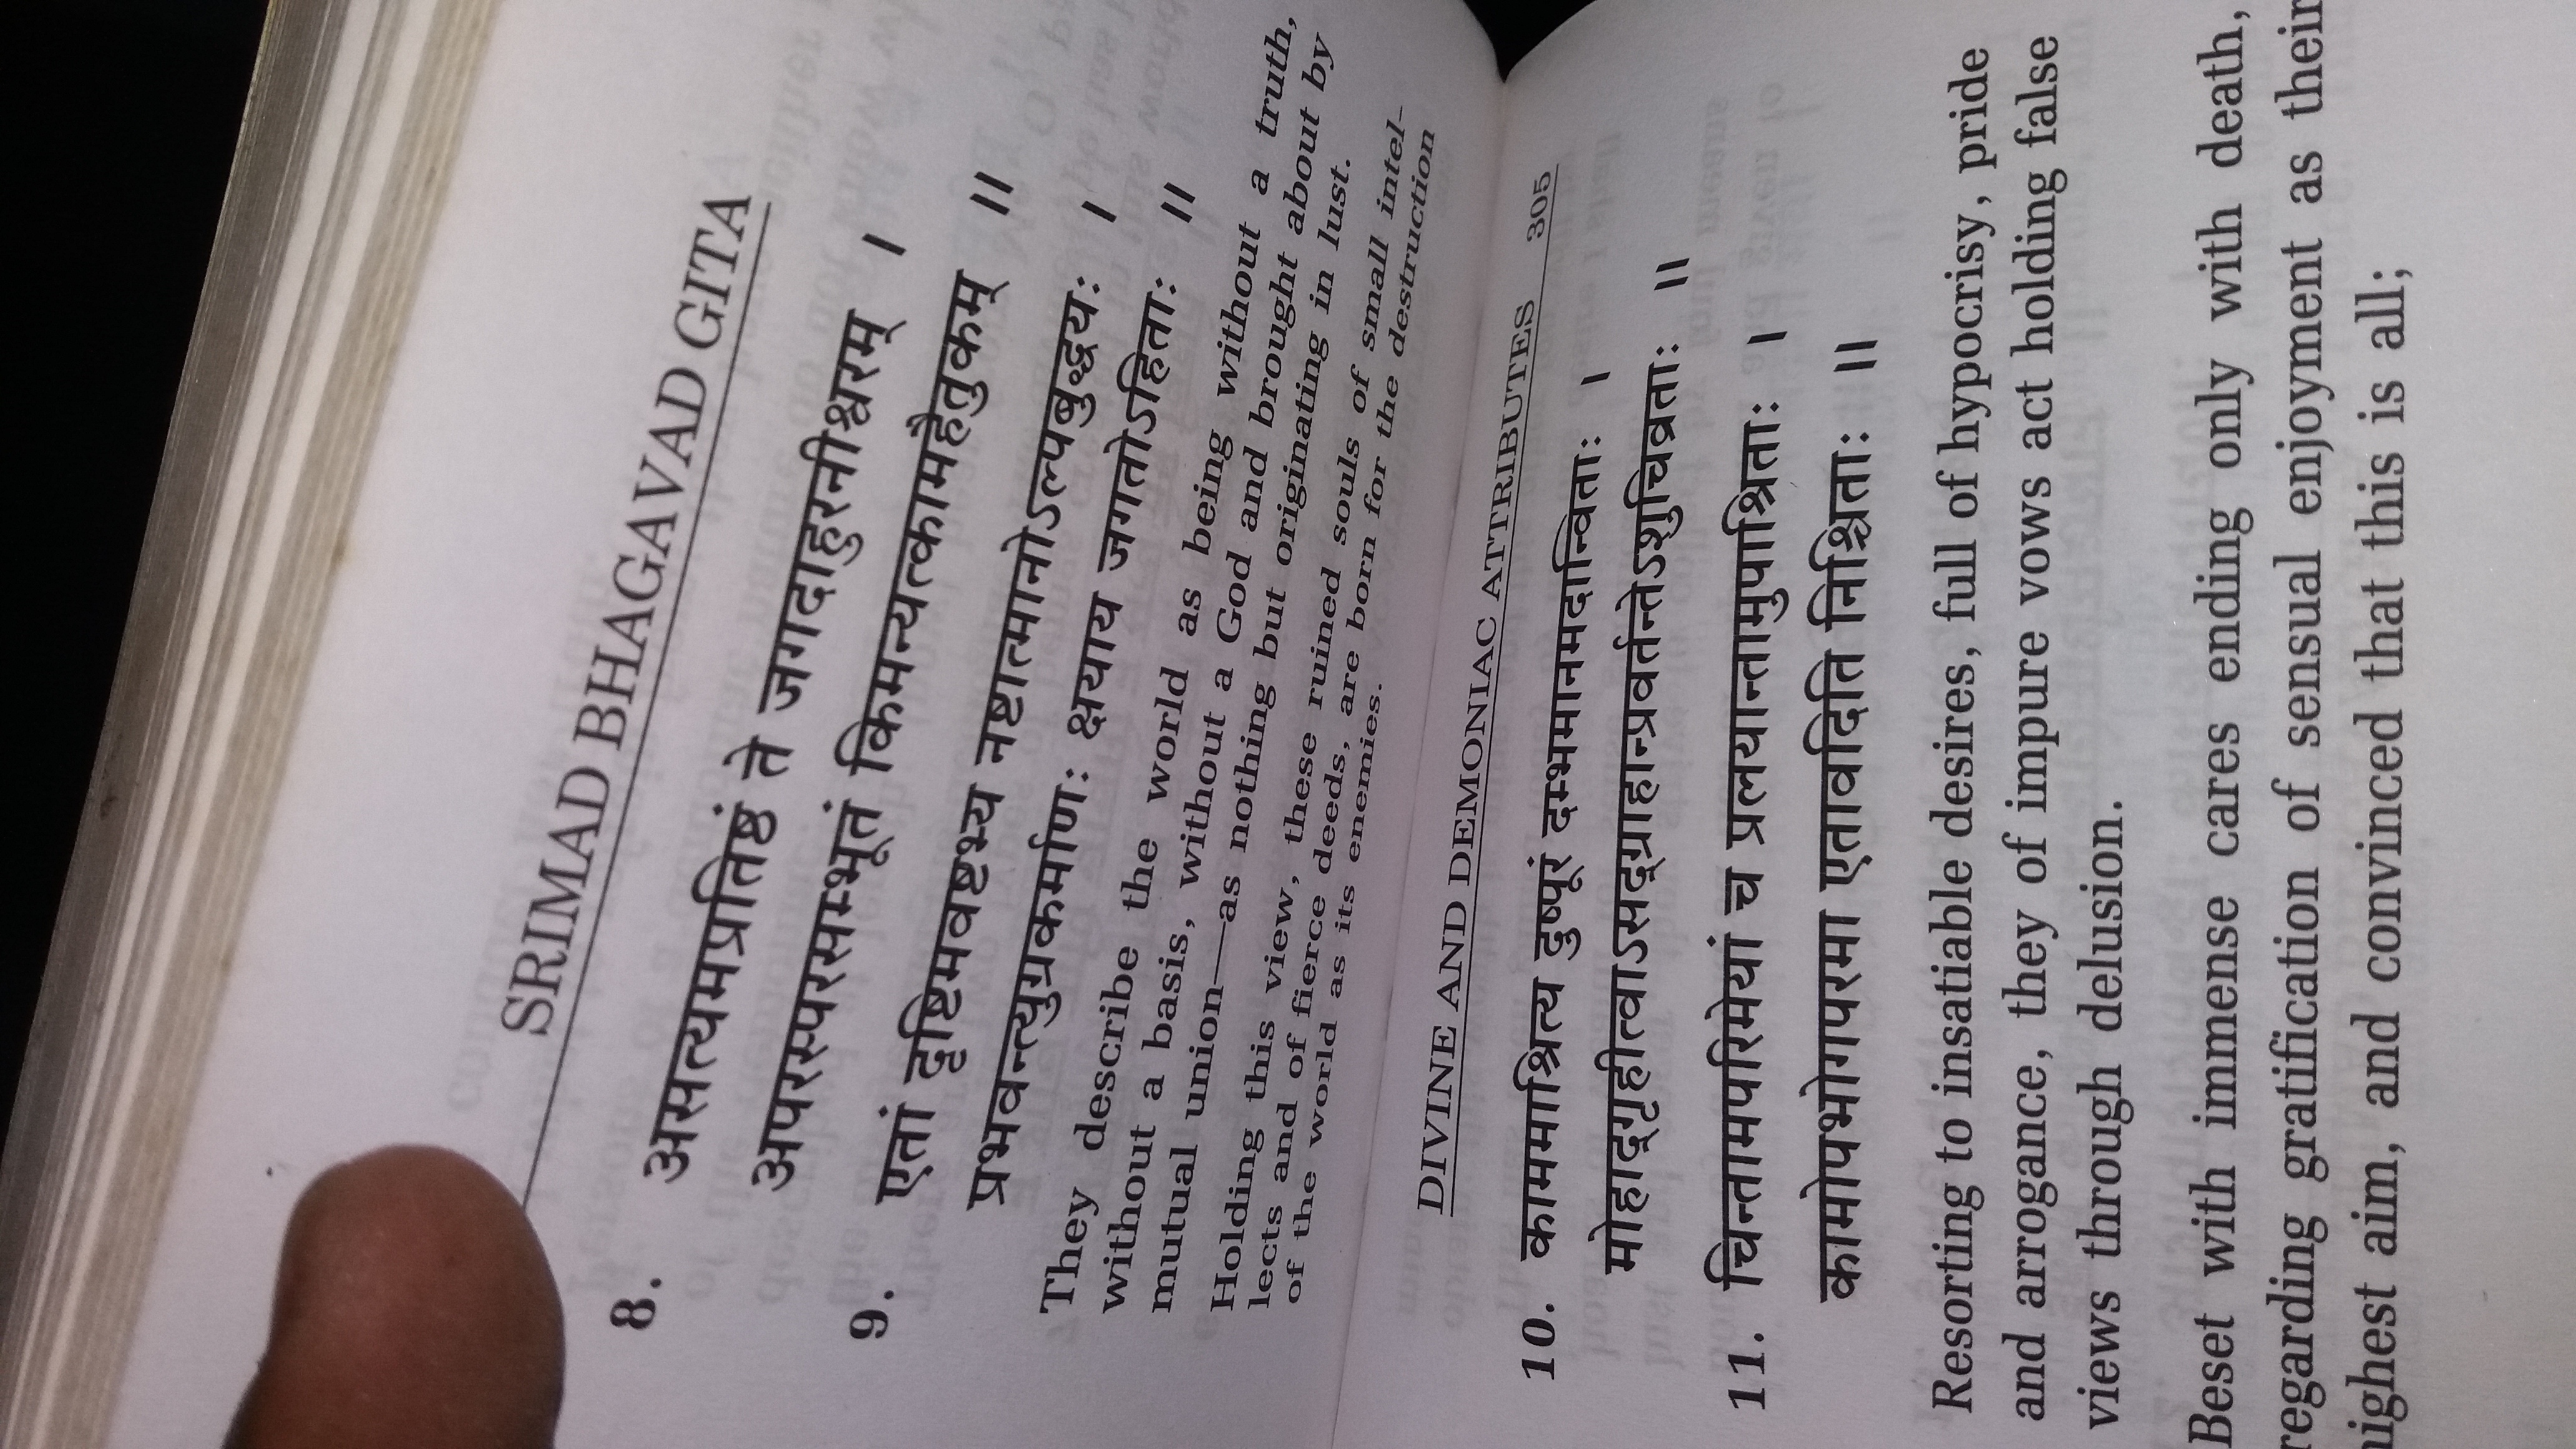 SRIMAD BHAGAVAD GITA
8. असत्यमप्रतिष्ठं ते जगदाहुरनीश्वरम् ।
अपरस्परसम्भूतं किमन्यत्कामहैतुकम् ॥
9. एतां दृष्टिमवष्टभ्य नष्टात्मानोऽल्पबुद्धयः ।
प्रभवन्त्युग्रकर्माणः क्षयाय जगतोऽहिताः ॥
They describe the world as being without a truth,
without a basis, without a God and brought about by
mutual union—as nothing but originating in lust.
Holding this view, these ruined souls of small intel-
lects and of fierce deeds, are born for the destruction
of the world as its enemies.
DIVINE AND DEMONIAC ATTRIBUTES 305
10. काममाश्रित्य दुष्पूरं दम्भमानमदान्विताः ।
मोहाद्‌गृहीत्वाऽसद्‌ग्राहान्प्रवर्तन्तेऽशुचिव्रताः ॥
11. चिन्तामपरिमेयां च प्रलयान्तामुपाश्रिताः ।
कामोपभोगपरमा एतावदिति निश्चिताः ॥
Resorting to insatiable desires, full of hypocrisy, pride
and arrogance, they of impure vows act holding false
views through delusion.
Beset with immense cares ending only with death,
regarding gratification of sensual enjoyment as their
highest aim, and convinced that this is all;